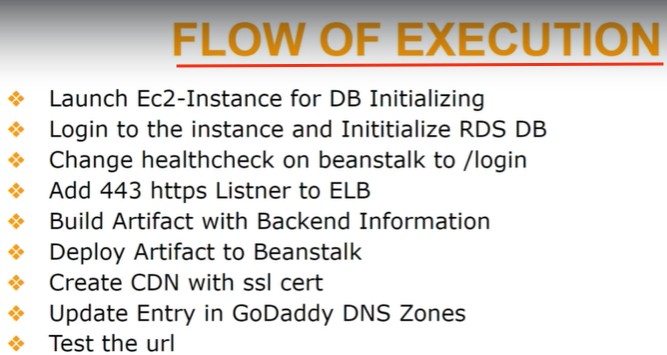 FLOW OF EXECUTION
Launch Ec2-Instance for DB Initializing
Login to the instance and Inititialize RDS DB
Change healthcheck on beanstalk to /login
Add 443 https Listner to ELB
Build Artifact with Backend Information
Deploy Artifact to Beanstalk
Create CDN with ssl cert
Update Entry in GoDaddy DNS Zones
Test the url